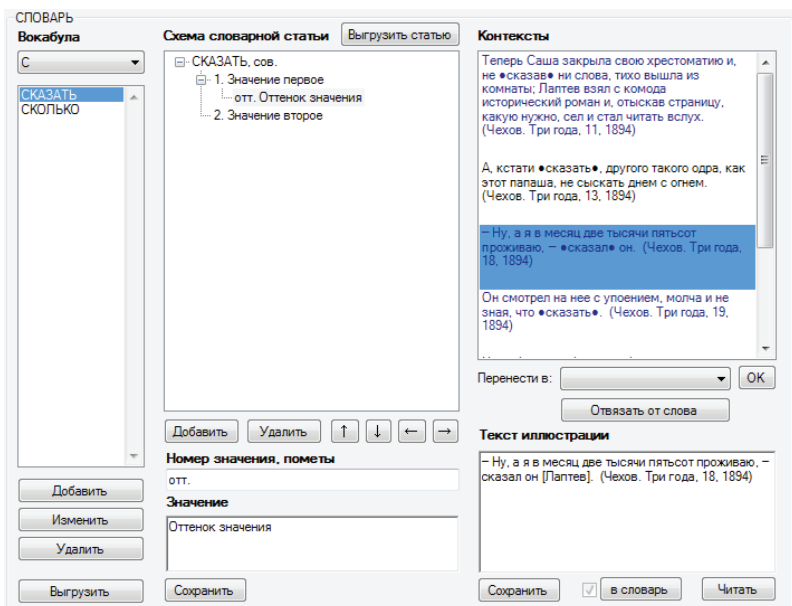 СЛОВАРЬ
Вокабула
С
СКАЗАТЬ
СКОЛЬКО
Добавить
Изменить
Удалить
Выгрузить
Схема словарной статьи
Выгрузить статью
СКАЗАТЬ, сов.
1. Значение первое
отт. Оттенок значения
2. Значение второе
Добавить
Удалить
↑
↓
←
→
Номер значения, пометы
отт.
Значение
Оттенок значения
Сохранить
Контексты
Теперь Саша закрыла свою хрестоматию и,
не ●сказав● ни слова, тихо вышла из
комнаты; Лаптев взял с комода
исторический роман и, отыскав страницу,
какую нужно, сел и стал читать вслух.
(Чехов. Три года, 11, 1894)
А, кстати ●сказать●, другого такого одра, как
этот папаша, не сыскать днем с огнем.
(Чехов. Три года, 13, 1894)
– Ну, а я в месяц две тысячи пятьсот
проживаю, – ●сказал● он. (Чехов. Три года,
18, 1894)
Он смотрел на нее с упоением, молча и не
зная, что ●сказать●. (Чехов. Три года, 19,
1894)
Перенести в:
OK
Отвязать от слова
Текст иллюстрации
– Ну, а я в месяц две тысячи пятьсот проживаю, –
сказал он [Лаптев]. (Чехов. Три года, 18, 1894)
Сохранить
в словарь
Читать